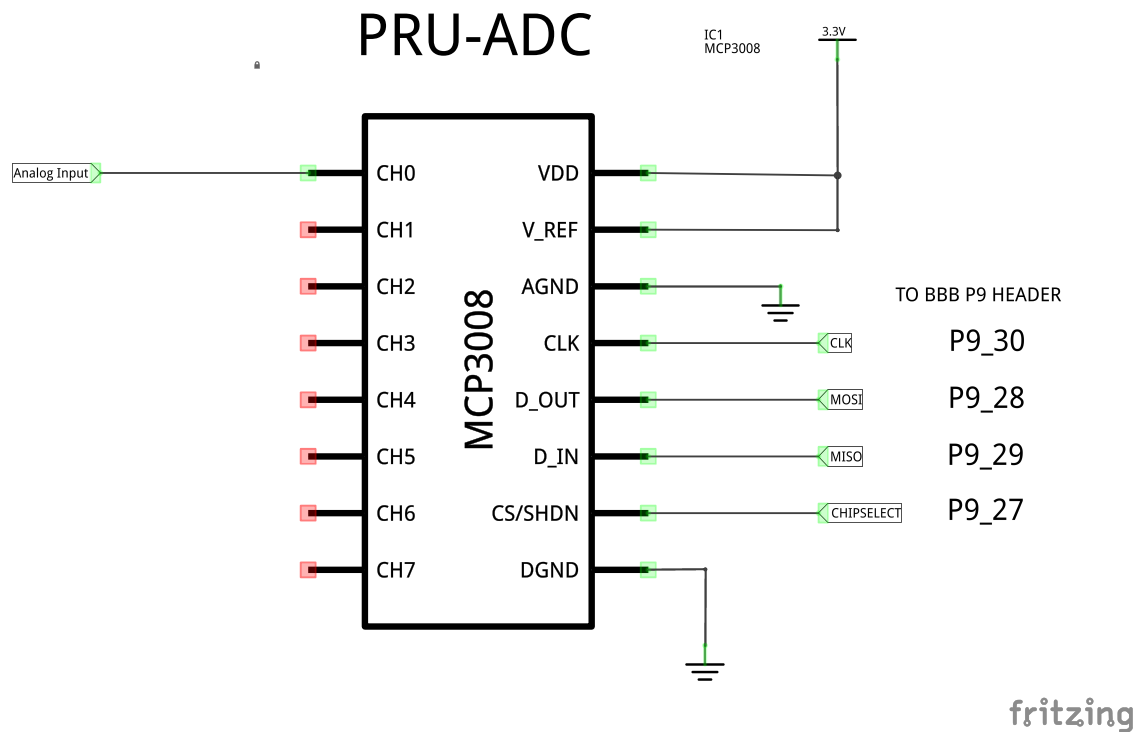 PRU-ADC
IC1
MCP3008
3.3V
Analog Input
CH0
CH1
CH2
CH3
CH4
CH5
CH6
CH7
MCP3008
VDD
V_REF
AGND
CLK
D_OUT
D_IN
CS/SHDN
DGND
CLK
MOSI
MISO
CHIPSELECT
TO BBB P9 HEADER
P9_30
P9_28
P9_29
P9_27
fritzing